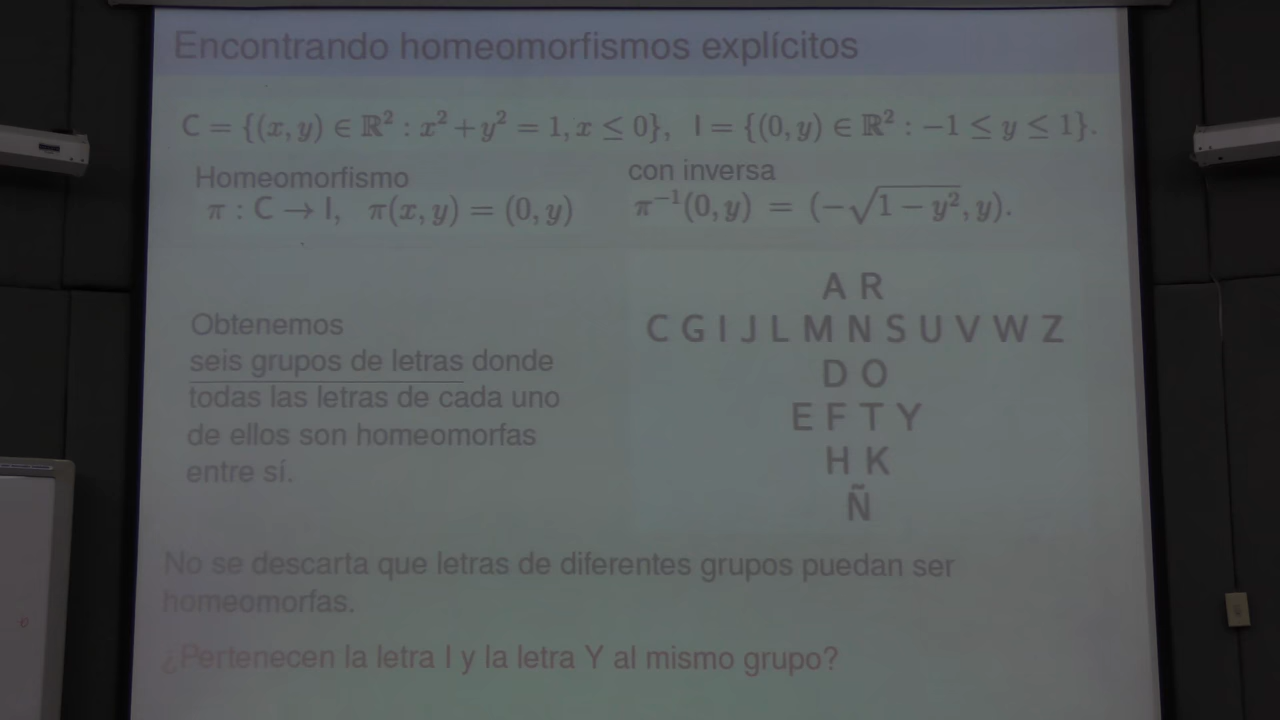 Encontrando homeomorfismos explícitos
C = {(x, y) ∈ ℝ² : x² + y² = 1, x ≤ 0}, I = {(0, y) ∈ ℝ² : −1 ≤ y ≤ 1}.
Homeomorfismo
π : C → I, π(x, y) = (0, y)
con inversa
π⁻¹(0, y) = (−√(1 − y²), y).
Obtenemos
seis grupos de letras donde
todas las letras de cada uno
de ellos son homeomorfas
entre sí.
A R
C G I J L M N S U V W Z
D O
E F T Y
H K
Ñ
No se descarta que letras de diferentes grupos puedan ser
homeomorfas.
¿Pertenecen la letra I y la letra Y al mismo grupo?